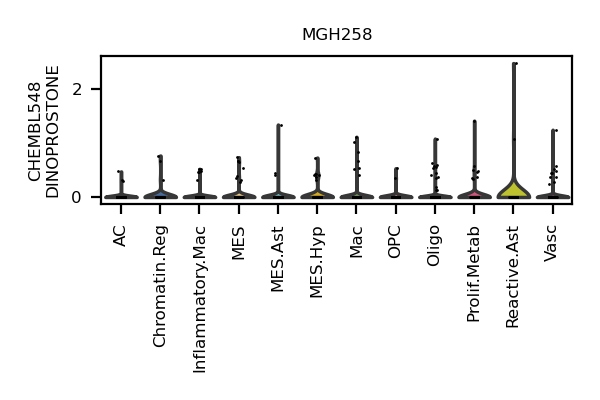 MGH258
CHEMBL548
DINOPROSTONE
2
0
AC
Chromatin.Reg
Inflammatory.Mac
MES
MES.Ast
MES.Hyp
Mac
OPC
Oligo
Prolif.Metab
Reactive.Ast
Vasc